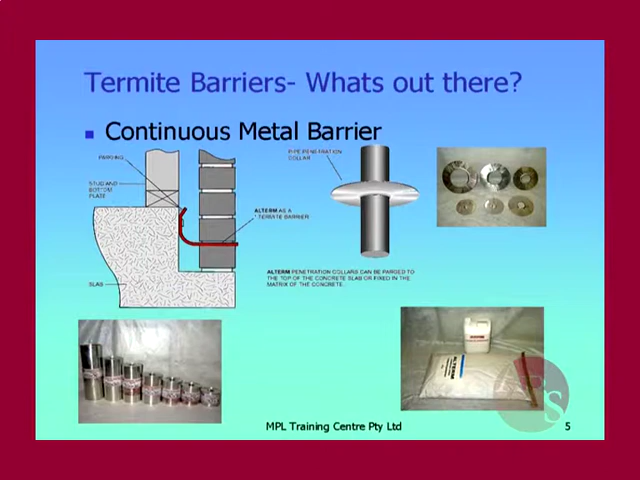 Termite Barriers- Whats out there?
Continuous Metal Barrier
PARGING
STUD AND
BOTTOM
PLATE
ALTERM AS A
TERMITE BARRIER
SLAB
PIPE PENETRATION
COLLAR
ALTERM PENETRATION COLLARS CAN BE PARGED TO
THE TOP OF THE CONCRETE SLAB OR FIXED IN THE
MATRIX OF THE CONCRETE.
ALTERM
MPL Training Centre Pty Ltd
5